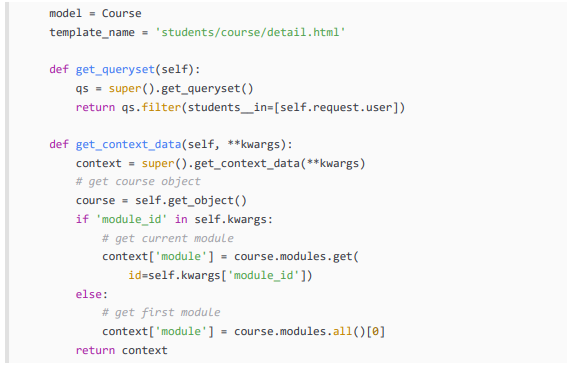 model = Course
template_name = 'students/course/detail.html'
def get_queryset(self):
qs = super().get_queryset()
return qs.filter(students__in=[self.request.user])
def get_context_data(self, **kwargs):
context = super().get_context_data(**kwargs)
# get course object
course = self.get_object()
if 'module_id' in self.kwargs:
# get current module
context['module'] = course.modules.get(
id=self.kwargs['module_id'])
else:
# get first module
context['module'] = course.modules.all()[0]
return context